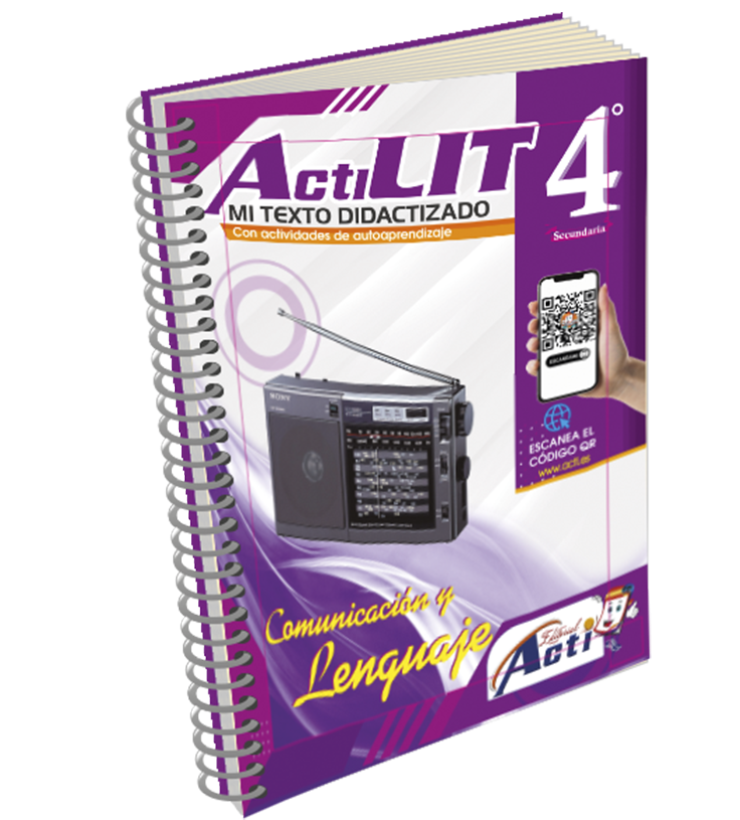 ActiLIT
MI TEXTO DIDACTIZADO
Con actividades de autoaprendizaje
4°
Secundaria
SONY
ESCANEA EL
CÓDIGO QR
www.acti.es
Comunicación y
Lenguaje
Editorial
Acti